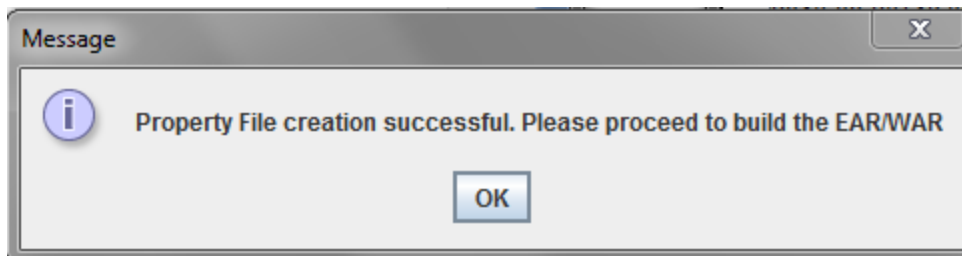 Message
Property File creation successful. Please proceed to build the EAR/WAR
OK